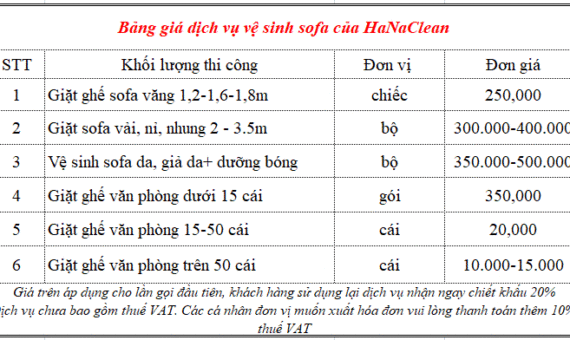 Bảng giá dịch vụ vệ sinh sofa của HaNaClean
STT Khối lượng thi công Đơn vị Đơn giá
1 Giặt ghế sofa văng 1,2-1,6-1,8m chiếc 250,000
2 Giặt sofa vải, nỉ, nhung 2 - 3.5m bộ 300.000-400.000
3 Vệ sinh sofa da, giả da+ dưỡng bóng bộ 350.000-500.000
4 Giặt ghế văn phòng dưới 15 cái gói 350,000
5 Giặt ghế văn phòng 15-50 cái cái 20,000
6 Giặt ghế văn phòng trên 50 cái cái 10.000-15.000
Giá trên áp dụng cho lần gọi đầu tiên, khách hàng sử dụng lại dịch vụ nhận ngay chiết khấu 20%
ịch vụ chưa bao gồm thuế VAT. Các cá nhân đơn vị muốn xuất hóa đơn vui lòng thanh toán thêm 10%
thuế VAT